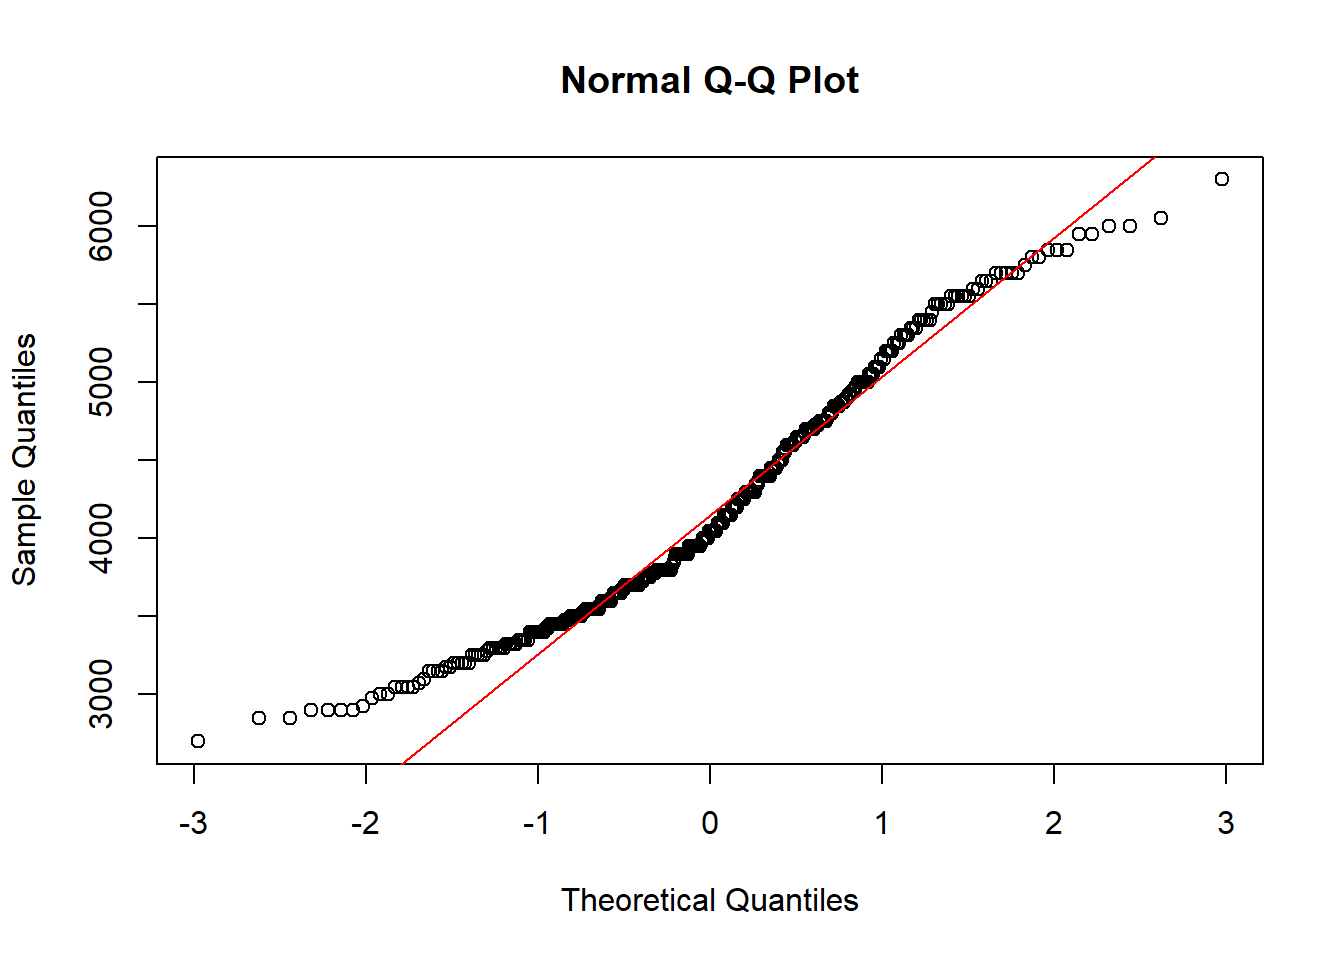 Normal Q-Q Plot
Sample Quantiles
6000
5000
4000
3000
-3 -2 -1 0 1 2 3
Theoretical Quantiles